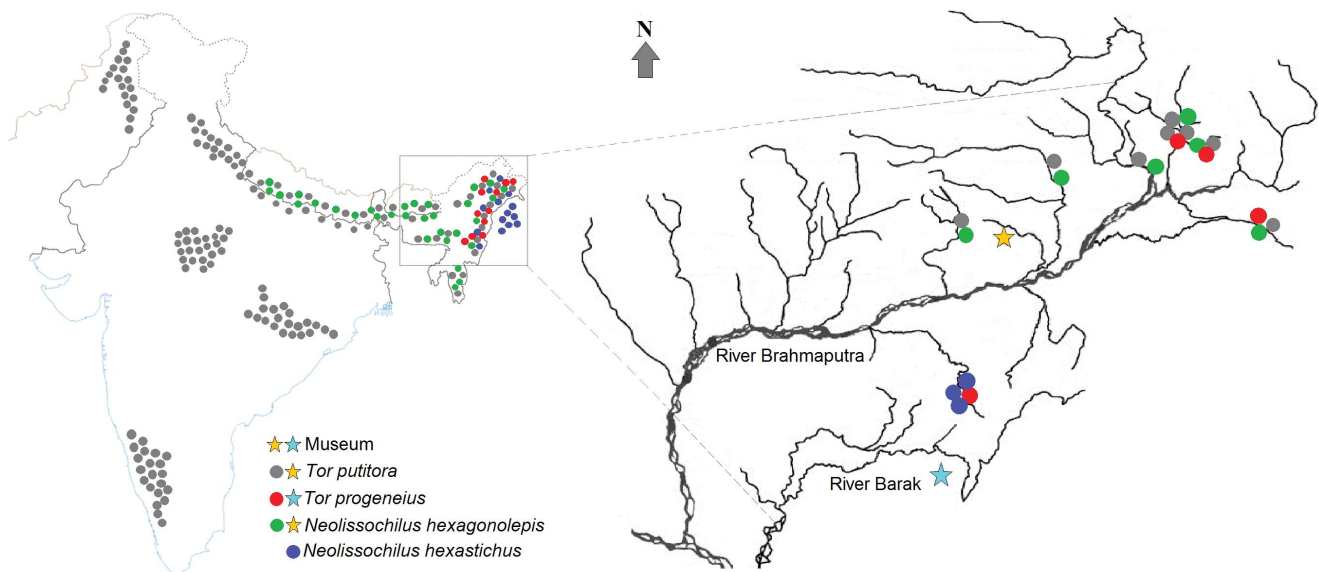 N
River Brahmaputra
River Barak
Museum
Tor putitora
Tor progeneius
Neolissochilus hexagonolepis
Neolissochilus hexastichus